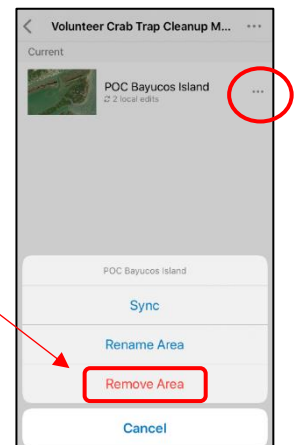 Volunteer Crab Trap Cleanup M...
Current
POC Bayucos Island
2 local edits
POC Bayucos Island
Sync
Rename Area
Remove Area
Cancel